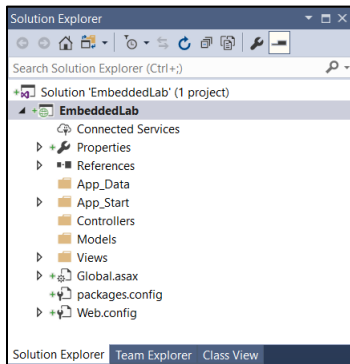 Solution Explorer
Search Solution Explorer (Ctrl+;)
Solution 'EmbeddedLab' (1 project)
EmbeddedLab
Connected Services
Properties
References
App_Data
App_Start
Controllers
Models
Views
Global.asax
packages.config
Web.config
Solution Explorer Team Explorer Class View